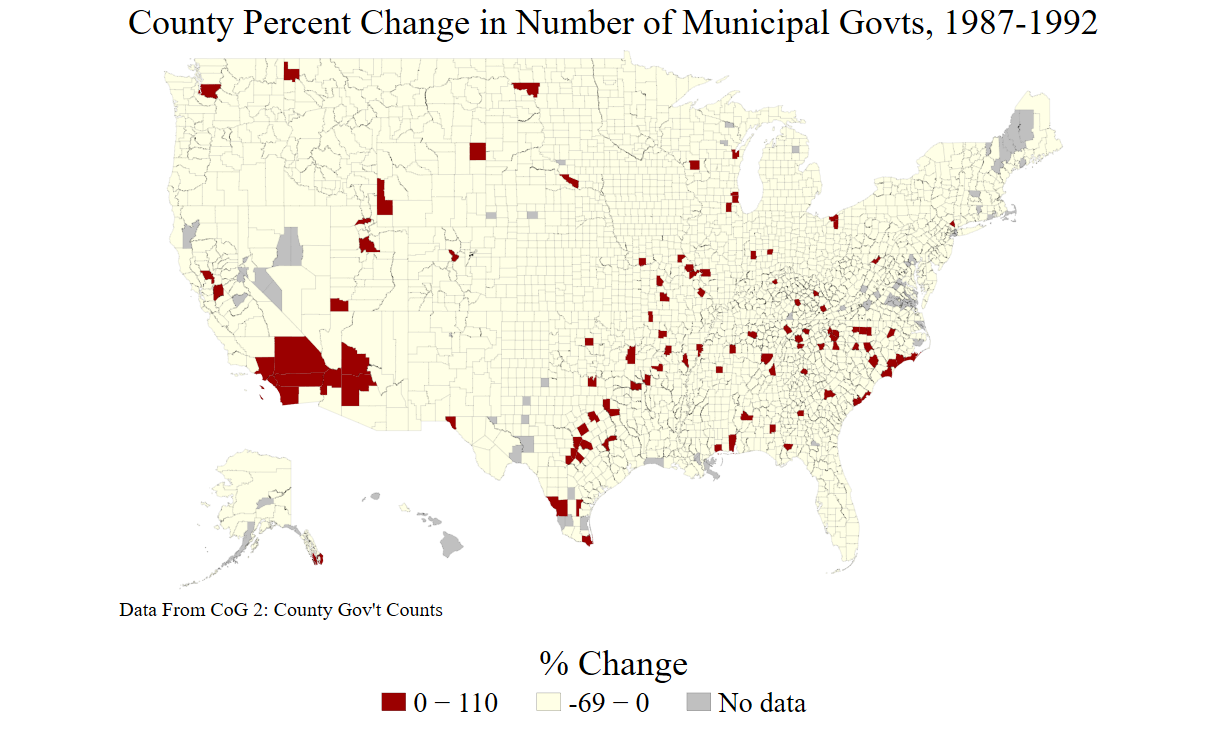 County Percent Change in Number of Municipal Govts, 1987-1992
Data From CoG 2: County Gov't Counts
% Change
0 − 110
-69 − 0
No data